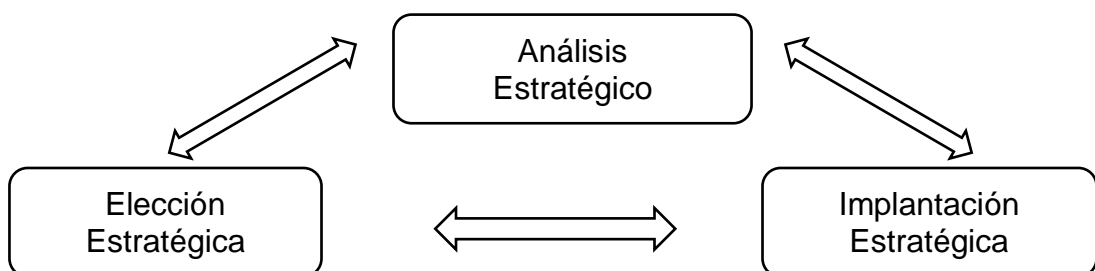 Análisis
Estratégico
Elección
Estratégica
Implantación
Estratégica